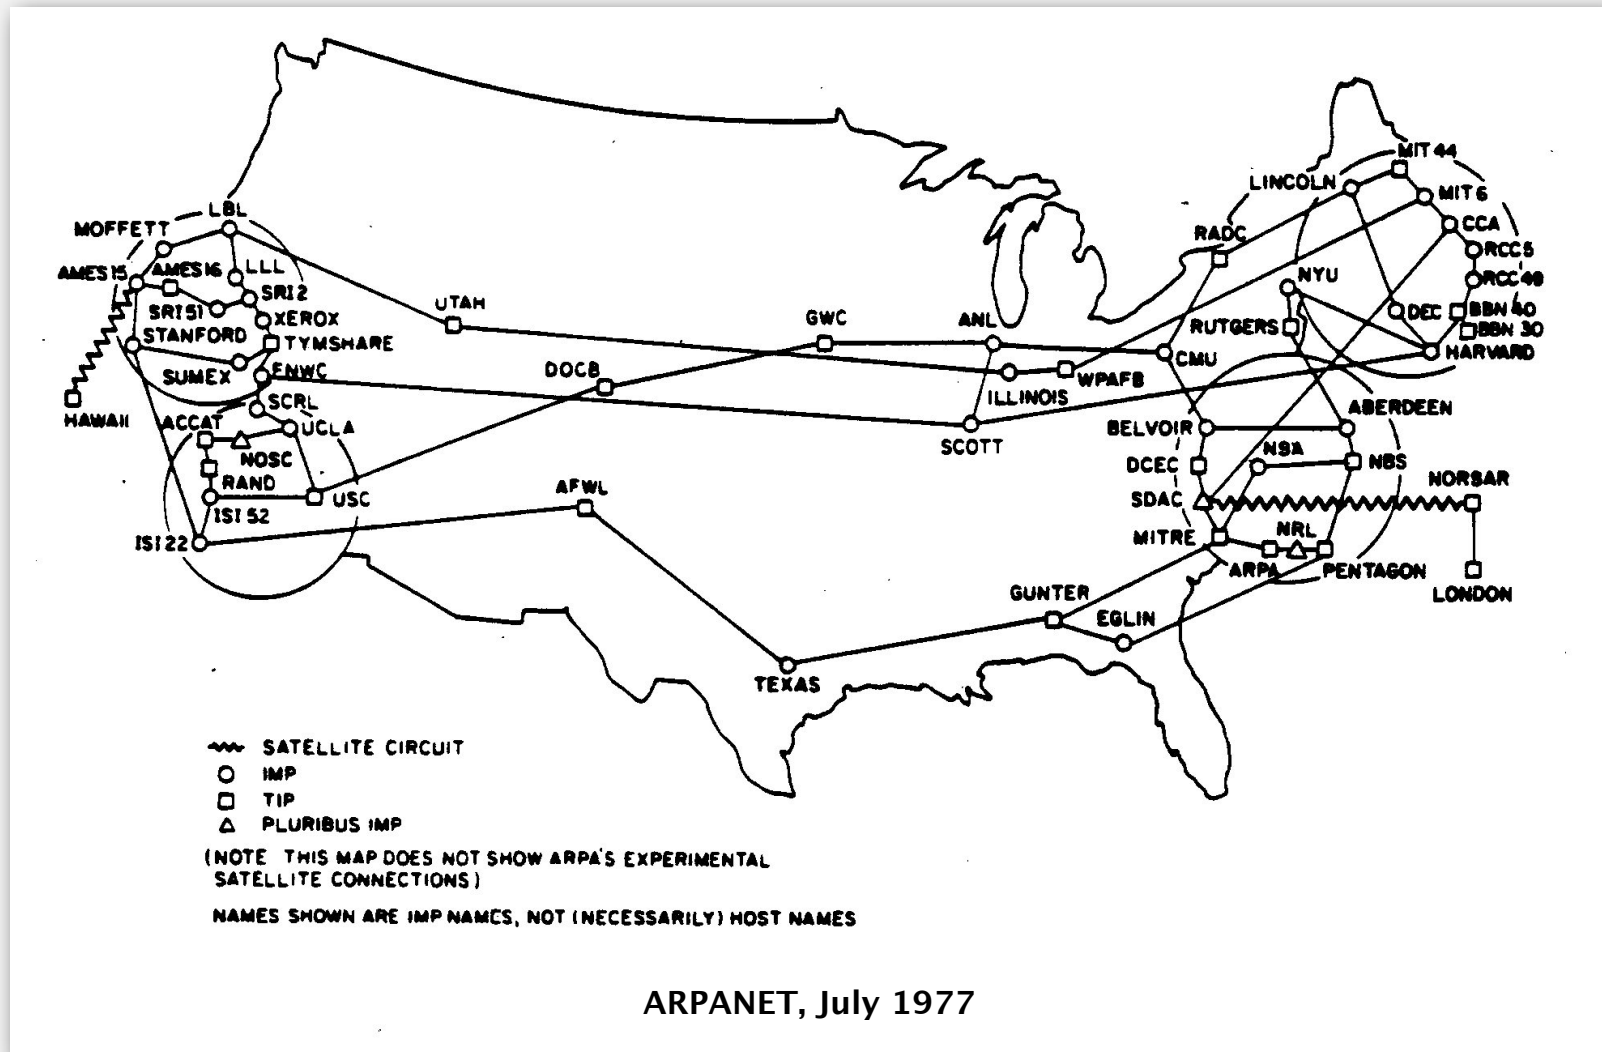 MIT 44
LINCOLN
MIT 6
LBL
CCA
MOFFETT
RADC
RCC 5
AMES 15
AMES 16
LLL
NYU
RCC 49
SRI 2
UTAH
SRI 51
XEROX
GWC
ANL
DEC
BBN 40
RUTGERS
BBN 30
STANFORD
TYMSHARE
HARVARD
CMU
SUMEX
FNWC
DOCB
WPAFB
ILLINOIS
SCRL
HAWAII
ACCAT
UCLA
ABERDEEN
BELVOIR
SCOTT
NSA
NOSC
DCEC
NBS
RAND
USC
AFWL
SDAC
NORSAR
ISI 52
ISI 22
MITRE
NRL
ARPA
PENTAGON
GUNTER
LONDON
EGLIN
TEXAS
SATELLITE CIRCUIT
IMP
TIP
PLURIBUS IMP
(NOTE THIS MAP DOES NOT SHOW ARPA'S EXPERIMENTAL
SATELLITE CONNECTIONS)
NAMES SHOWN ARE IMP NAMES, NOT (NECESSARILY) HOST NAMES
ARPANET, July 1977